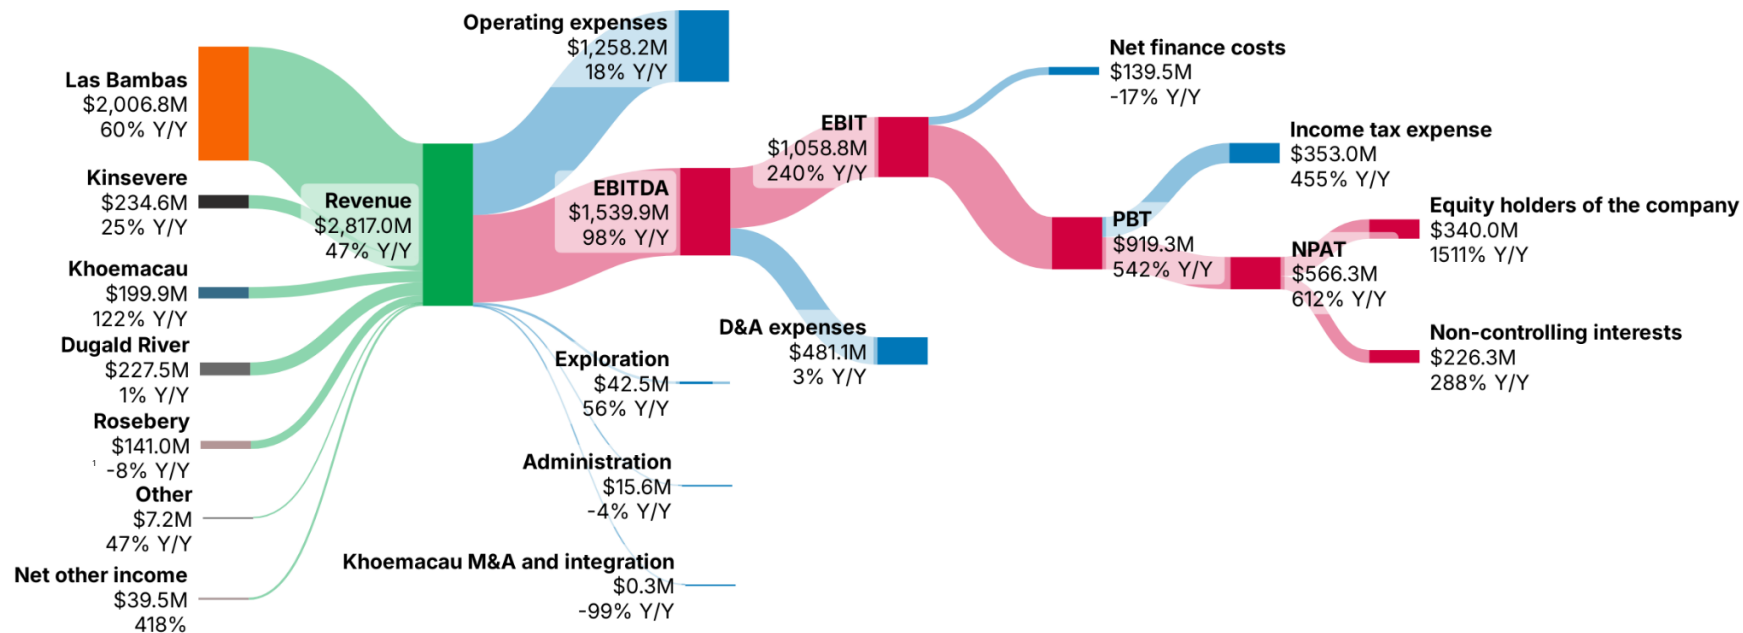 Operating expenses
$1,258.2M
18% Y/Y
Net finance costs
$139.5M
-17% Y/Y
Las Bambas
$2,006.8M
60% Y/Y
EBIT
$1,058.8M
240% Y/Y
Income tax expense
$353.0M
455% Y/Y
Kinsevere
$234.6M
25% Y/Y
Revenue
$2,817.0M
47% Y/Y
EBITDA
$1,539.9M
98% Y/Y
PBT
$919.3M
542% Y/Y
NPAT
$566.3M
612% Y/Y
Equity holders of the company
$340.0M
1511% Y/Y
Khoemacau
$199.9M
122% Y/Y
D&A expenses
$481.1M
3% Y/Y
Non-controlling interests
$226.3M
288% Y/Y
Dugald River
$227.5M
1% Y/Y
Exploration
$42.5M
56% Y/Y
Rosebery
$141.0M
1 -8% Y/Y
Administration
$15.6M
-4% Y/Y
Other
$7.2M
47% Y/Y
Khoemacau M&A and integration
$0.3M
-99% Y/Y
Net other income
$39.5M
418%